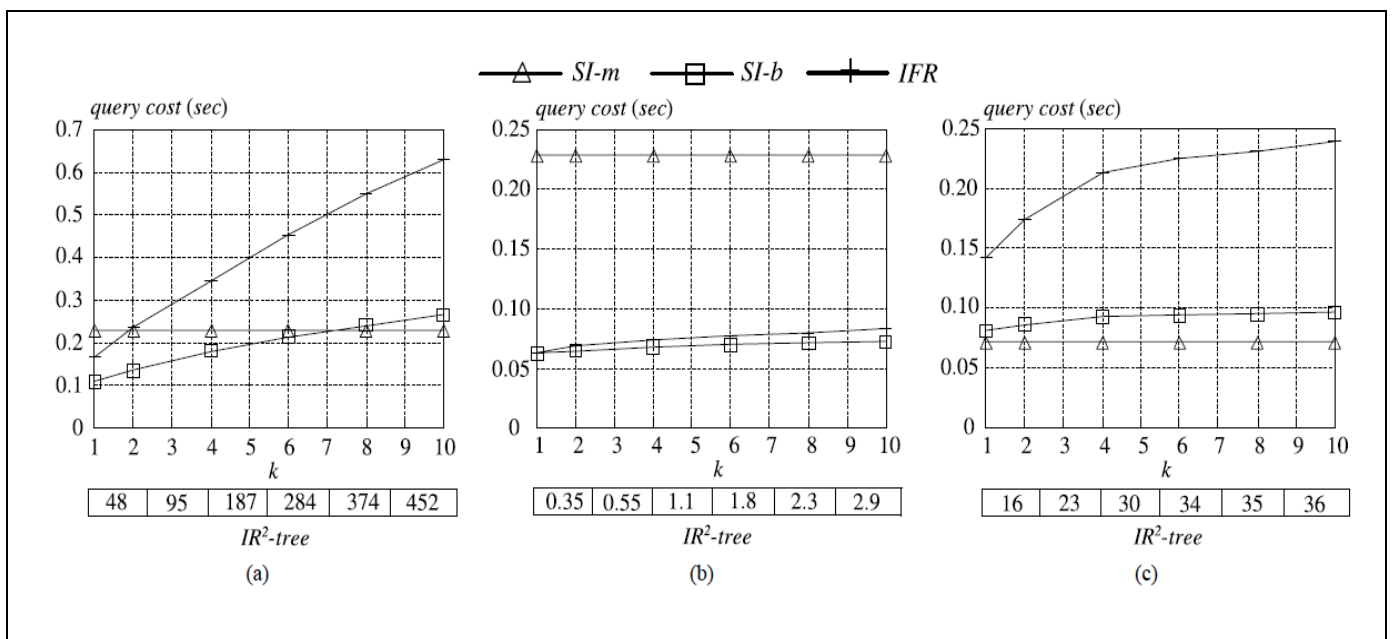 SI-m SI-b IFR
query cost (sec)
0.7
0.6
0.5
0.4
0.3
0.2
0.1
0
1 2 3 4 5 6 7 8 9 10
k
48 95 187 284 374 452
IR²-tree
(a)
query cost (sec)
0.25
0.20
0.15
0.10
0.05
0
1 2 3 4 5 6 7 8 9 10
k
0.35 0.55 1.1 1.8 2.3 2.9
IR²-tree
(b)
query cost (sec)
0.25
0.20
0.15
0.10
0.05
0
1 2 3 4 5 6 7 8 9 10
k
16 23 30 34 35 36
IR²-tree
(c)